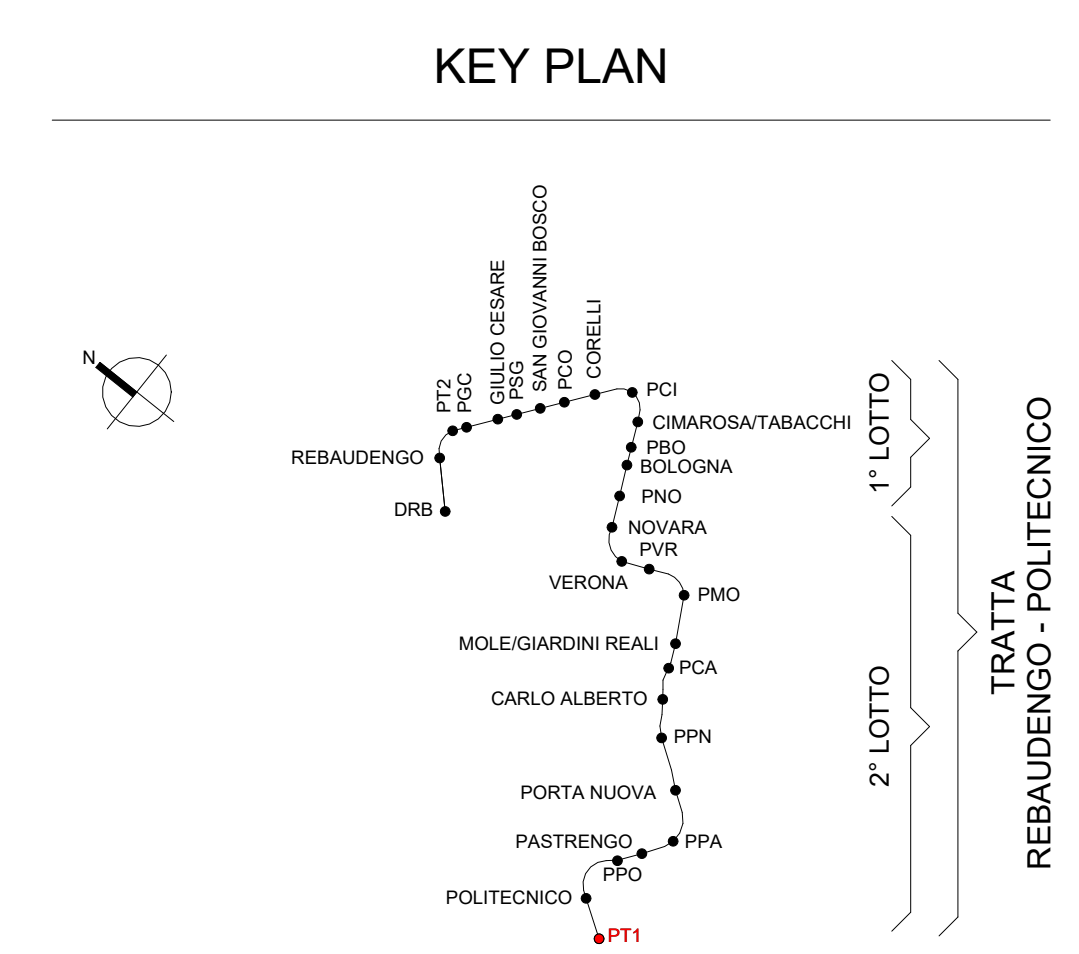 KEY PLAN
N
PT2
PGC
GIULIO CESARE
PSG
SAN GIOVANNI BOSCO
PCO
CORELLI
PCI
CIMAROSA/TABACCHI
REBAUDENGO
PBO
BOLOGNA
DRB
PNO
NOVARA
PVR
VERONA
PMO
MOLE/GIARDINI REALI
PCA
CARLO ALBERTO
PPN
PORTA NUOVA
PASTRENGO
PPA
PPO
POLITECNICO
PT1
1° LOTTO
2° LOTTO
TRATTA
REBAUDENGO - POLITECNICO